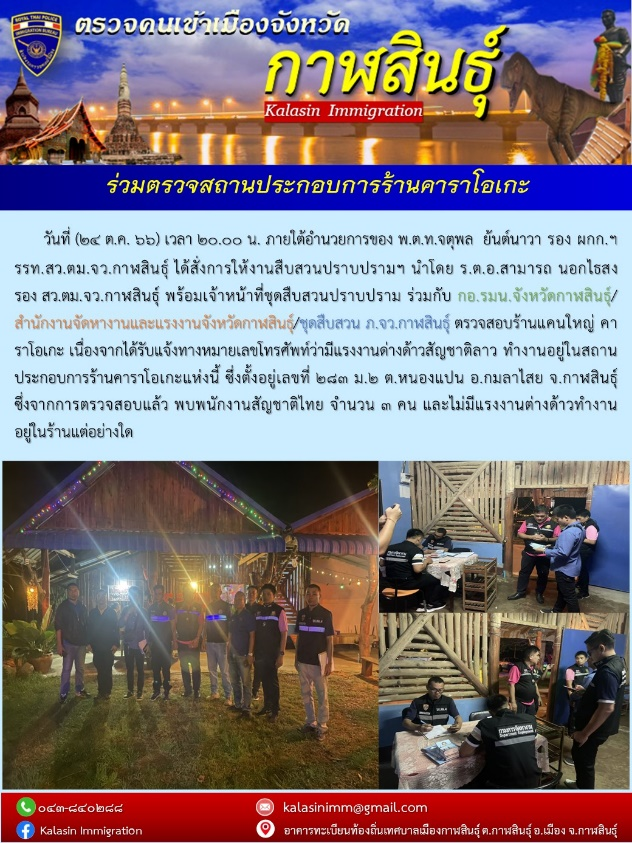 ROYAL THAI POLICE
IMMIGRATION BUREAU
ตรวจคนเข้าเมืองจังหวัด
กาฬสินธุ์
Kalasin Immigration
ร่วมตรวจสถานประกอบการร้านคาราโอเกะ
วันที่ (๒๔ ต.ค. ๖๖) เวลา ๒๐.๐๐ น. ภายใต้อำนวยการของ พ.ต.ท.จตุพล ยันต์นาวา รอง ผกก.ฯ
รรท.สว.ตม.จว.กาฬสินธุ์ ได้สั่งการให้งานสืบสวนปราบปรามฯ นำโดย ร.ต.อ.สามารถ นอกไธสง
รอง สว.ตม.จว.กาฬสินธุ์ พร้อมเจ้าหน้าที่ชุดสืบสวนปราบปราม ร่วมกับ กอ.รมน.จังหวัดกาฬสินธุ์/
สำนักงานจัดหางานและแรงงานจังหวัดกาฬสินธุ์/ชุดสืบสวน ภ.จว.กาฬสินธุ์ ตรวจสอบร้านแคนใหญ่ คา
ราโอเกะ เนื่องจากได้รับแจ้งทางหมายเลขโทรศัพท์ว่ามีแรงงานด่างด้าวสัญชาติลาว ทำงานอยู่ในสถาน
ประกอบการร้านคาราโอเกะแห่งนี้ ซึ่งตั้งอยู่เลขที่ ๒๘๓ ม.๒ ต.หนองแปน อ.กมลาไสย จ.กาฬสินธุ์
ซึ่งจากการตรวจสอบแล้ว พบพนักงานสัญชาติไทย จำนวน ๓ คน และไม่มีแรงงานต่างด้าวทำงาน
อยู่ในร้านแต่อย่างใด
กรมการจัดหางาน
๐๔๓-๘๔๐๒๘๘
kalasinimm@gmail.com
Kalasin Immigration
อาคารทะเบียนท้องถิ่นเทศบาลเมืองกาฬสินธุ์ ต.กาฬสินธุ์ อ.เมือง จ.กาฬสินธุ์